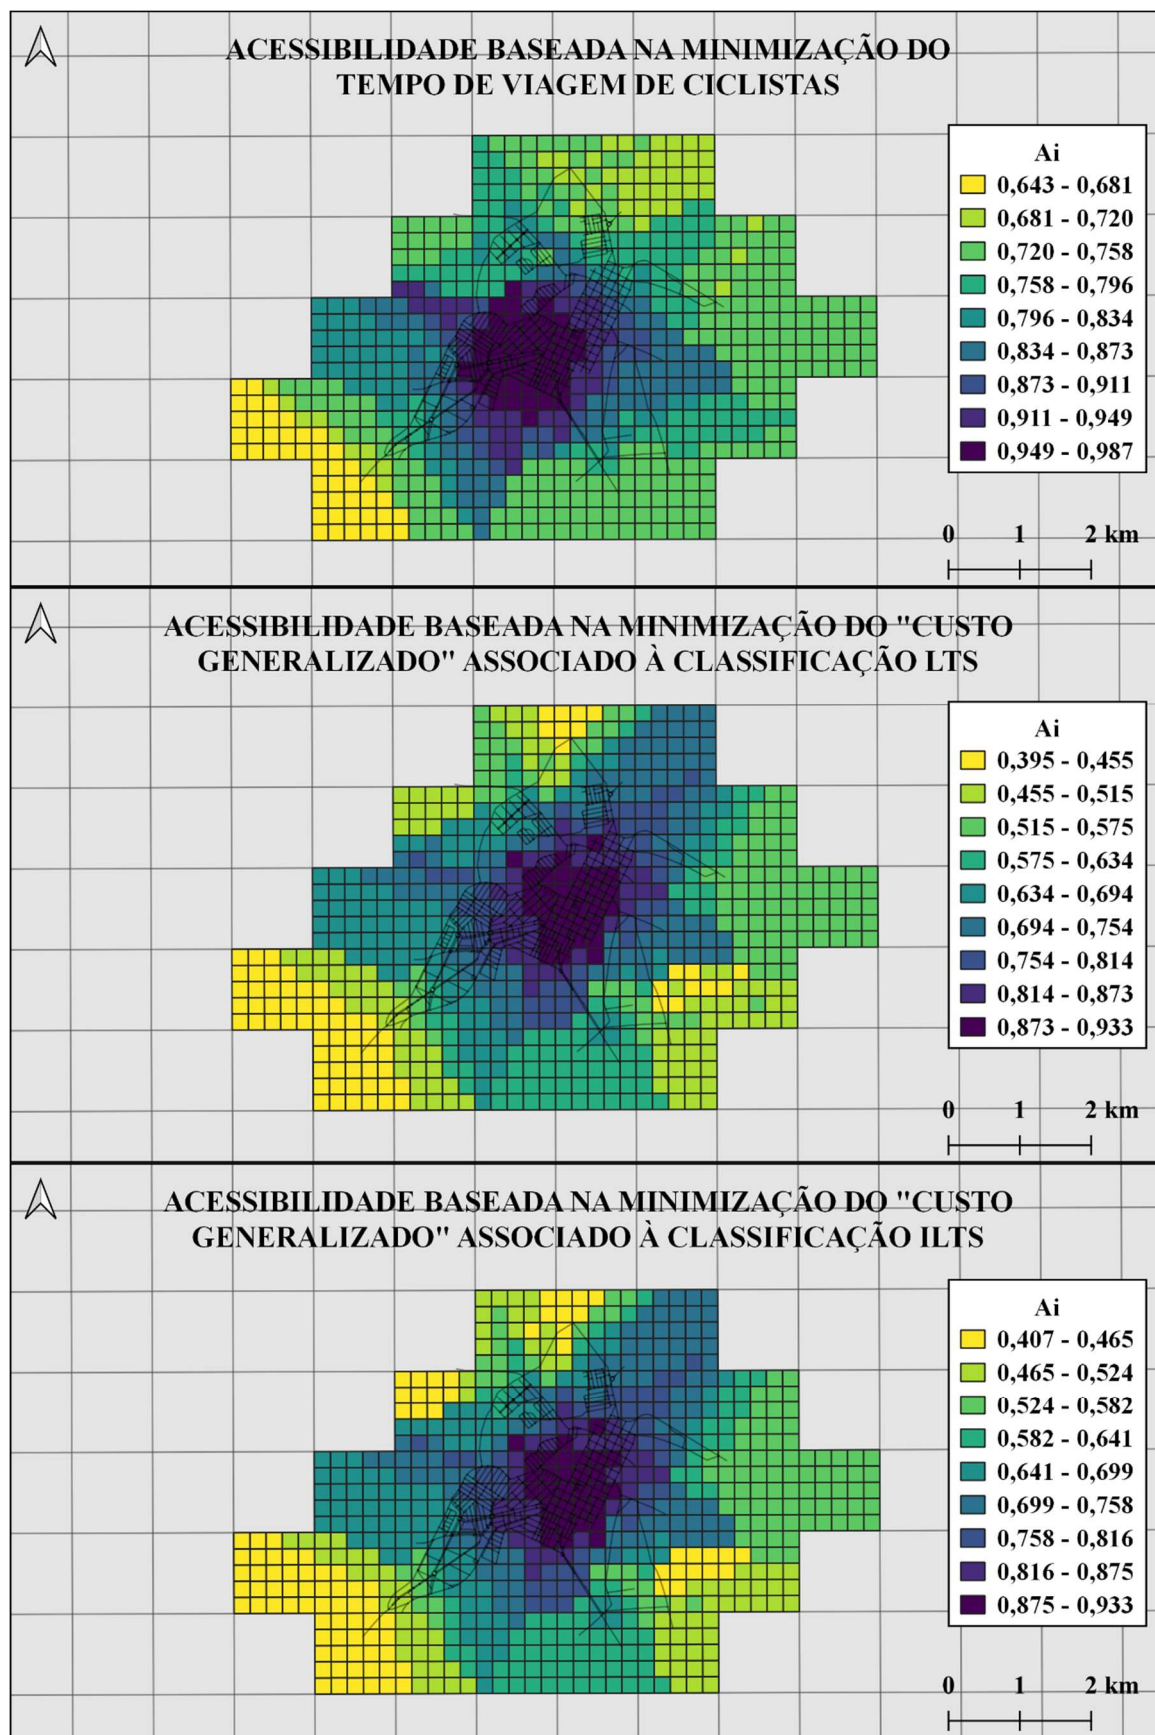 ACESSIBILIDADE BASEADA NA MINIMIZAÇÃO DO
TEMPO DE VIAGEM DE CICLISTAS
Ai
0,643 - 0,681
0,681 - 0,720
0,720 - 0,758
0,758 - 0,796
0,796 - 0,834
0,834 - 0,873
0,873 - 0,911
0,911 - 0,949
0,949 - 0,987
0 1 2 km
ACESSIBILIDADE BASEADA NA MINIMIZAÇÃO DO "CUSTO
GENERALIZADO" ASSOCIADO À CLASSIFICAÇÃO LTS
Ai
0,395 - 0,455
0,455 - 0,515
0,515 - 0,575
0,575 - 0,634
0,634 - 0,694
0,694 - 0,754
0,754 - 0,814
0,814 - 0,873
0,873 - 0,933
0 1 2 km
ACESSIBILIDADE BASEADA NA MINIMIZAÇÃO DO "CUSTO
GENERALIZADO" ASSOCIADO À CLASSIFICAÇÃO ILTS
Ai
0,407 - 0,465
0,465 - 0,524
0,524 - 0,582
0,582 - 0,641
0,641 - 0,699
0,699 - 0,758
0,758 - 0,816
0,816 - 0,875
0,875 - 0,933
0 1 2 km